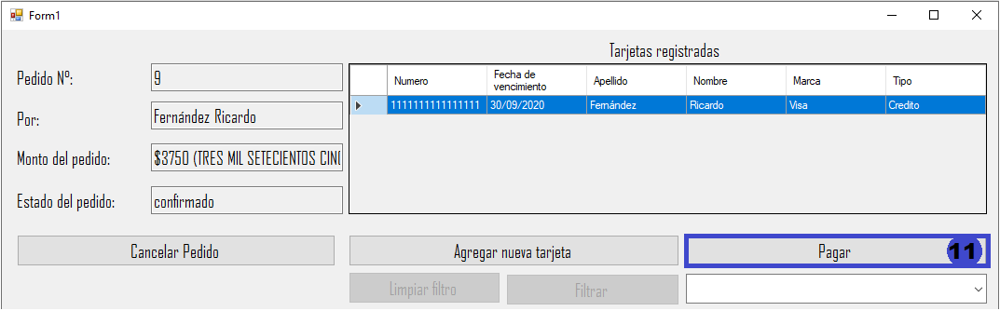 Form1
Tarjetas registradas
Pedido Nº: 9
Por: Fernández Ricardo
Monto del pedido: $3750 (TRES MIL SETECIENTOS CINC
Estado del pedido: confirmado
Numero Fecha de vencimiento Apellido Nombre Marca Tipo
1111111111111111 30/09/2020 Fernández Ricardo Visa Credito
Cancelar Pedido Agregar nueva tarjeta Pagar 11
Limpiar filtro Filtrar